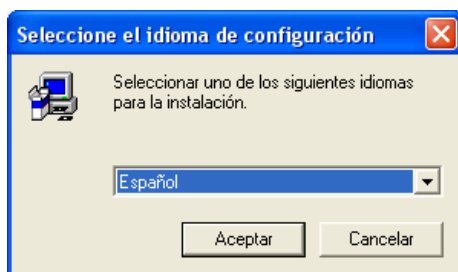 Seleccione el idioma de configuración
Seleccionar uno de los siguientes idiomas
para la instalación.
Español
Aceptar
Cancelar